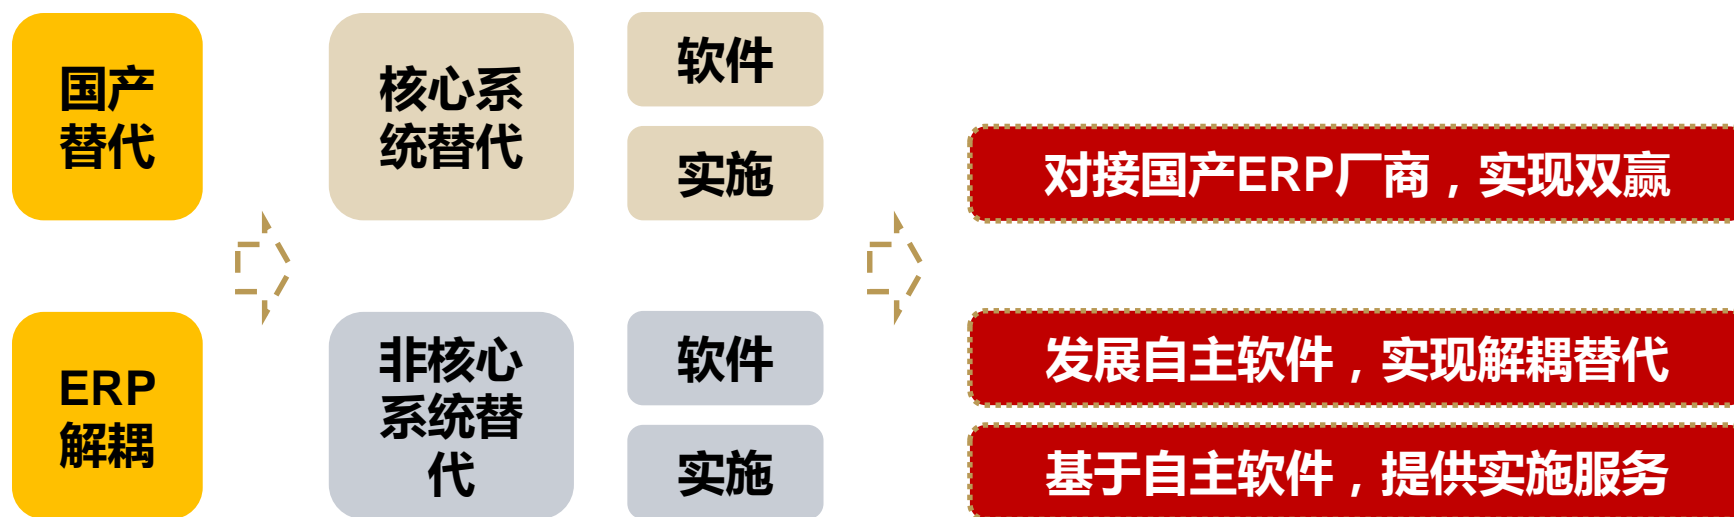 国产
替代
核心系
统替代
软件
实施
对接国产ERP厂商，实现双赢
ERP
解耦
非核心
系统替
代
软件
实施
发展自主软件，实现解耦替代
基于自主软件，提供实施服务